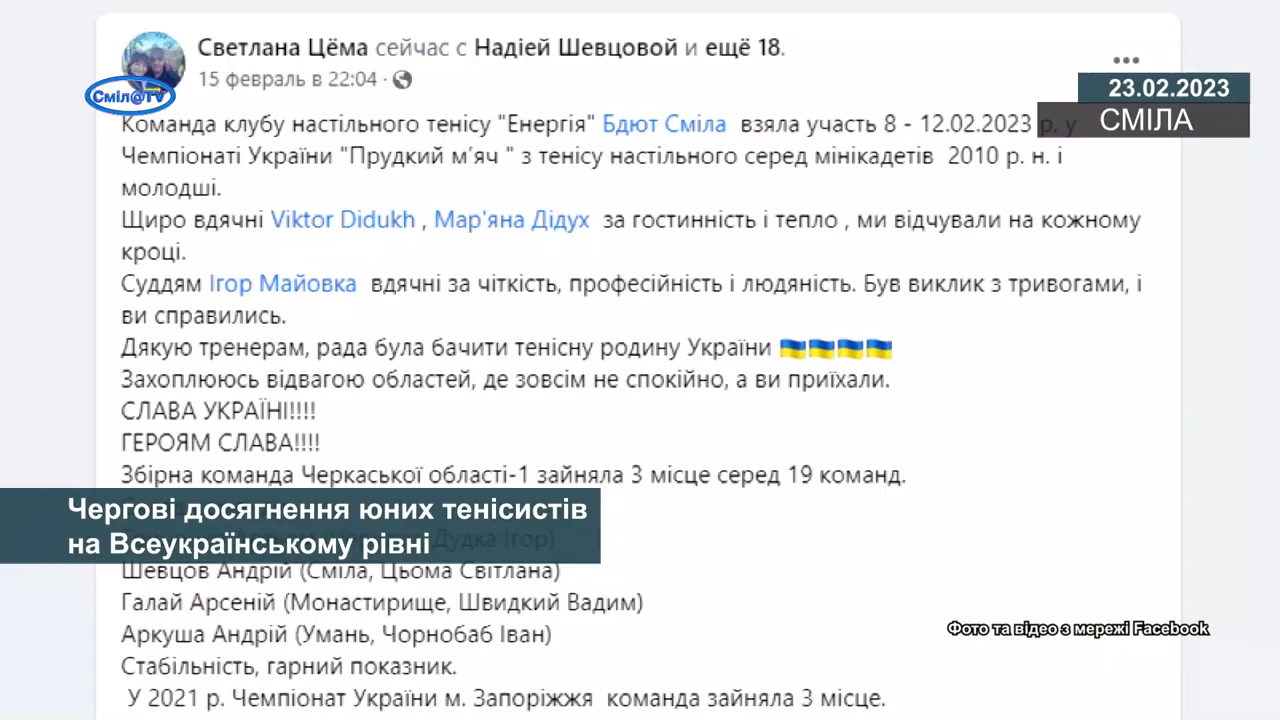 Светлана Цёма сейчас с Надією Шевцовой и ещё 18.
15 февраль в 22:04 ·
Сміл@TV
23.02.2023
СМІЛА
Команда клубу настільного тенісу "Енергія" Бдют Сміла взяла участь 8 - 12.02.2023 р. у
Чемпіонаті України "Прудкий м’яч " з тенісу настільного серед мінікадетів 2010 р. н. і
молодші.
Щиро вдячні Viktor Didukh , Мар'яна Дідух за гостинність і тепло , ми відчували на кожному
кроці.
Суддям Ігор Майовка вдячні за чіткість, професійність і людяність. Був виклик з тривогами, і
ви справились.
Дякую тренерам, рада була бачити тенісну родину України 🇺🇦🇺🇦🇺🇦🇺🇦
Захоплююсь відвагою областей, де зовсім не спокійно, а ви приїхали.
СЛАВА УКРАЇНІ!!!!
ГЕРОЯМ СЛАВА!!!!
Збірна команда Черкаської області-1 зайняла 3 місце серед 19 команд.
Чергові досягнення юних тенісистів
на Всеукраїнському рівні
Дудка Ігор)
Шевцов Андрій (Сміла, Цьома Світлана)
Галай Арсеній (Монастирище, Швидкий Вадим)
Аркуша Андрій (Умань, Чорнобаб Іван)
Фото та відео з мережі Facebook
Стабільність, гарний показник.
У 2021 р. Чемпіонат України м. Запоріжжя команда зайняла 3 місце.